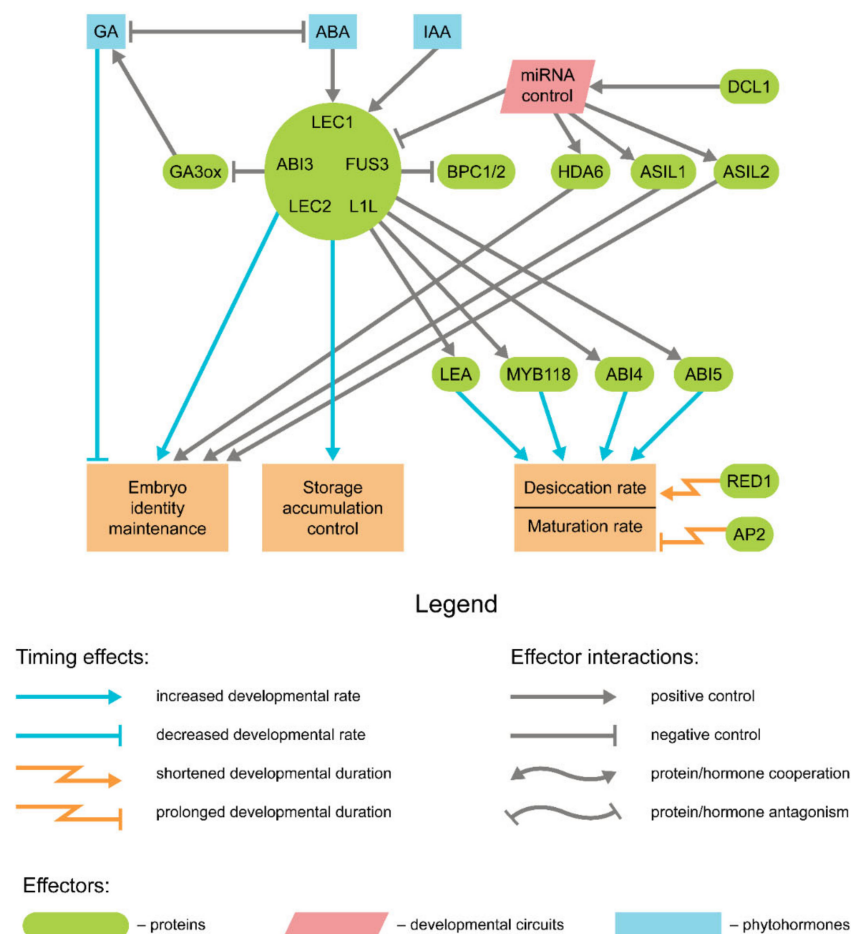 GA
ABA
IAA
miRNA
control
DCL1
LEC1
ABI3
FUS3
LEC2
L1L
GA3ox
BPC1/2
HDA6
ASIL1
ASIL2
LEA
MYB118
ABI4
ABI5
Embryo
identity
maintenance
Storage
accumulation
control
Desiccation rate
Maturation rate
RED1
AP2
Legend
Timing effects:
increased developmental rate
decreased developmental rate
shortened developmental duration
prolonged developmental duration
Effector interactions:
positive control
negative control
protein/hormone cooperation
protein/hormone antagonism
Effectors:
– proteins
– developmental circuits
– phytohormones